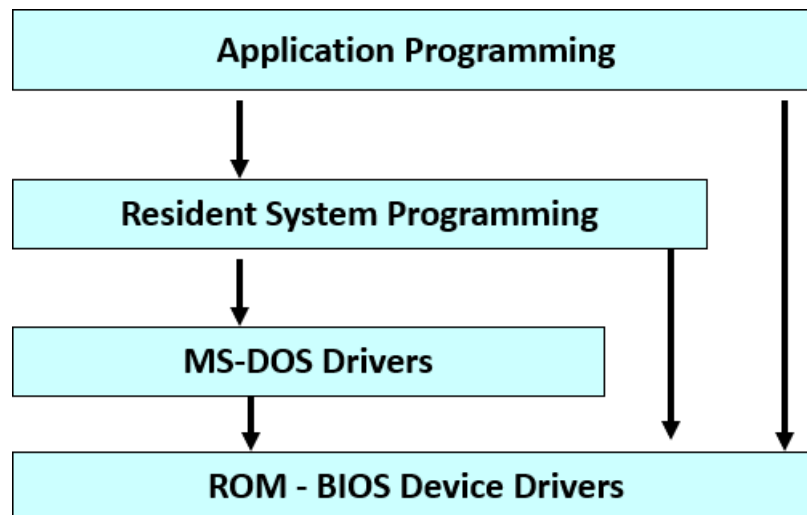 Application Programming
Resident System Programming
MS-DOS Drivers
ROM - BIOS Device Drivers